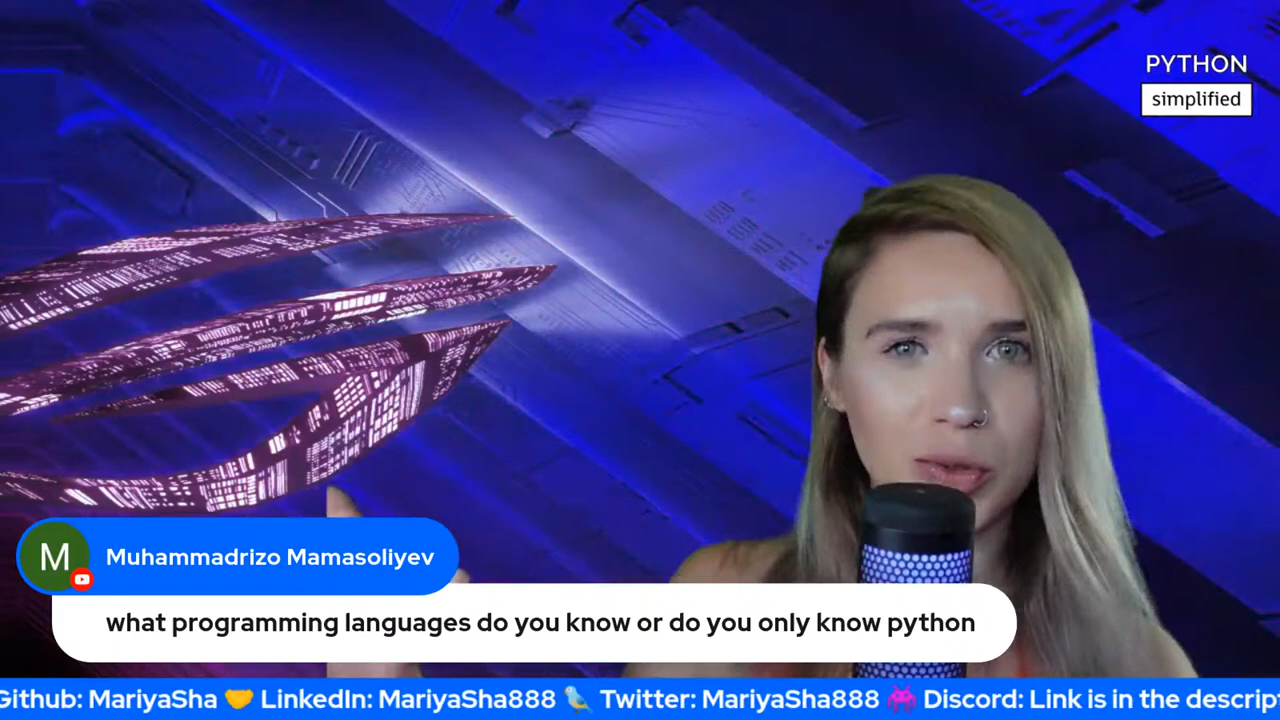 PYTHON
simplified
M
Muhammadrizo Mamasoliyev
what programming languages do you know or do you only know python
Github: MariyaSha 🤝 LinkedIn: MariyaSha888 🐦 Twitter: MariyaSha888 👾 Discord: Link is in the descrip